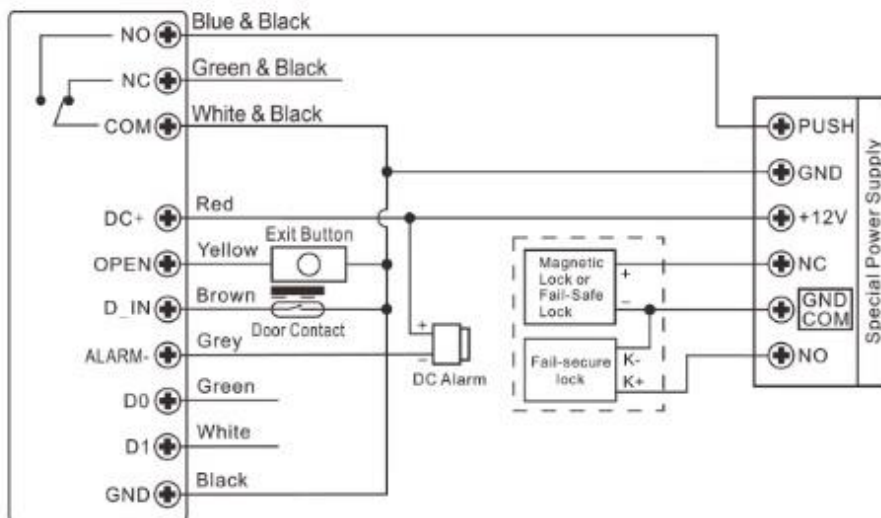 NO
Blue & Black
NC
Green & Black
COM
White & Black
DC+
Red
OPEN
Yellow
Exit Button
D_IN
Brown
Door Contact
ALARM-
Grey
+
−
DC Alarm
D0
Green
D1
White
GND
Black
Magnetic
Lock or
Fail-Safe
Lock
+
−
Fail-secure
lock
K-
K+
PUSH
GND
+12V
NC
GND
COM
NO
Special Power Supply